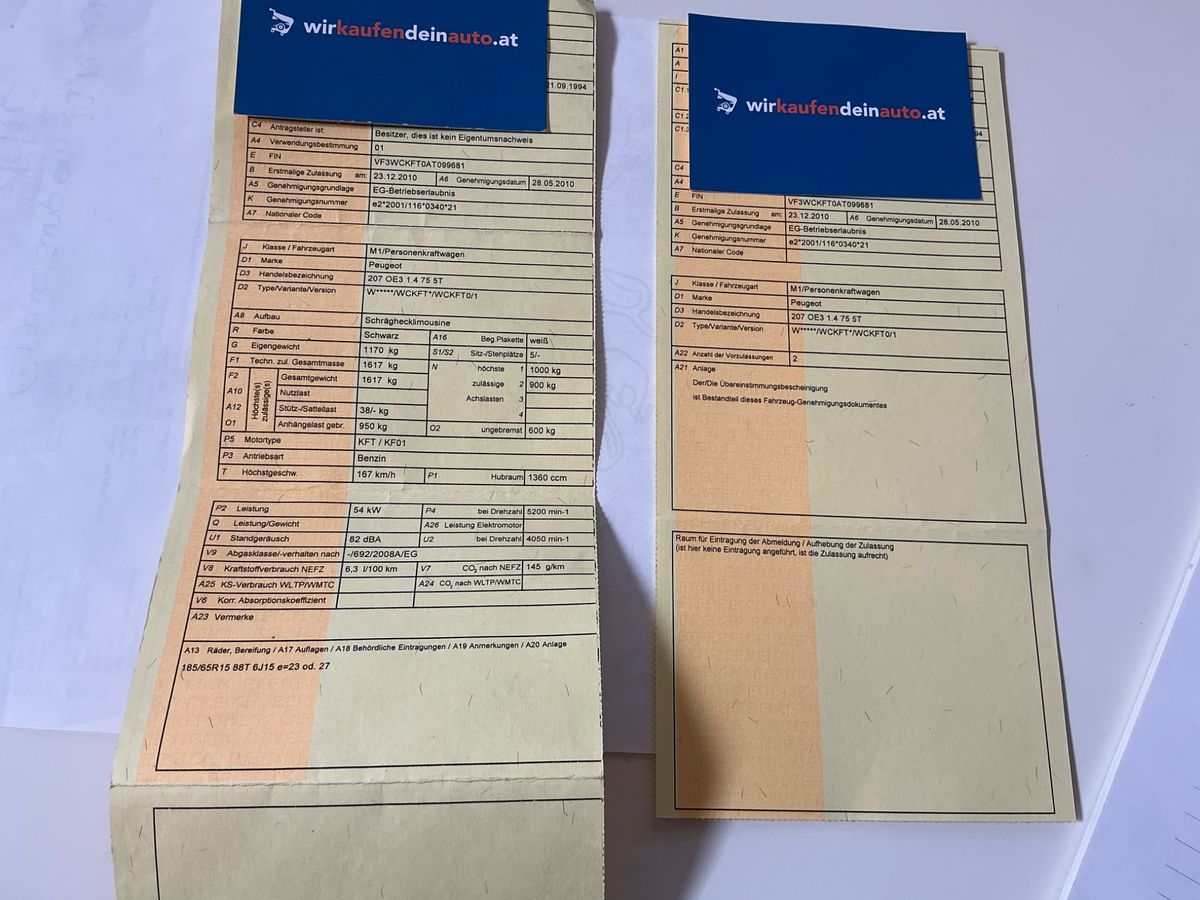 wirkaufendeinauto.at
21.09.1994
C4 Antragsteller ist: Besitzer, dies ist kein Eigentumsnachweis
A4 Verwendungsbestimmung 01
E FIN VF3WCKFT0AT099681
B Erstmalige Zulassung am: 23.12.2010 A6 Genehmigungsdatum 28.05.2010
A5 Genehmigungsgrundlage EG-Betriebserlaubnis
K Genehmigungsnummer e2*2001/116*0340*21
A7 Nationaler Code
J Klasse / Fahrzeugart M1/Personenkraftwagen
D1 Marke Peugeot
D3 Handelsbezeichnung 207 OE3 1.4 75 5T
D2 Type/Variante/Version W*****/WCKFT*/WCKFT0/1
A8 Aufbau Schräghecklimousine
R Farbe Schwarz A16 Beg.Plakette weiß
G Eigengewicht 1170 kg S1/S2 Sitz-/Stehplätze 5/-
F1 Techn. zul. Gesamtmasse 1617 kg N höchste 1 1000 kg
F2 Höchste(s) zulässige(s) Gesamtgewicht 1617 kg zulässige 2 900 kg
A10 Nutzlast Achslasten 3
A12 Stütz-/Sattellast 38/- kg 4
O1 Anhängelast gebr. 950 kg O2 ungebremst 600 kg
P5 Motortype KFT / KF01
P3 Antriebsart Benzin
T Höchstgeschw. 167 km/h P1 Hubraum 1360 ccm
P2 Leistung 54 kW P4 bei Drehzahl 5200 min-1
Q Leistung/Gewicht A26 Leistung Elektromotor
U1 Standgeräusch 82 dBA U2 bei Drehzahl 4050 min-1
V9 Abgasklasse/-verhalten nach -/692/2008A/EG
V8 Kraftstoffverbrauch NEFZ 6,3 l/100 km V7 CO₂ nach NEFZ 145 g/km
A25 KS-Verbrauch WLTP/WMTC A24 CO₂ nach WLTP/WMTC
V6 Korr. Absorptionskoeffizient
A23 Vermerke
A13 Räder, Bereifung / A17 Auflagen / A18 Behördliche Eintragungen / A19 Anmerkungen / A20 Anlage
185/65R15 88T 6J15 e=23 od. 27
wirkaufendeinauto.at
A1
A
I
C1.1
C1.2
C1.3 94
C4
A4
E FIN VF3WCKFT0AT099681
B Erstmalige Zulassung am: 23.12.2010 A6 Genehmigungsdatum 28.05.2010
A5 Genehmigungsgrundlage EG-Betriebserlaubnis
K Genehmigungsnummer e2*2001/116*0340*21
A7 Nationaler Code
J Klasse / Fahrzeugart M1/Personenkraftwagen
D1 Marke Peugeot
D3 Handelsbezeichnung 207 OE3 1.4 75 5T
D2 Type/Variante/Version W*****/WCKFT*/WCKFT0/1
A22 Anzahl der Vorzulassungen 2
A21 Anlage
Der/Die Übereinstimmungsbescheinigung
ist Bestandteil dieses Fahrzeug-Genehmigungsdokumentes
Raum für Eintragung der Abmeldung / Aufhebung der Zulassung
(ist hier keine Eintragung angeführt, ist die Zulassung aufrecht)